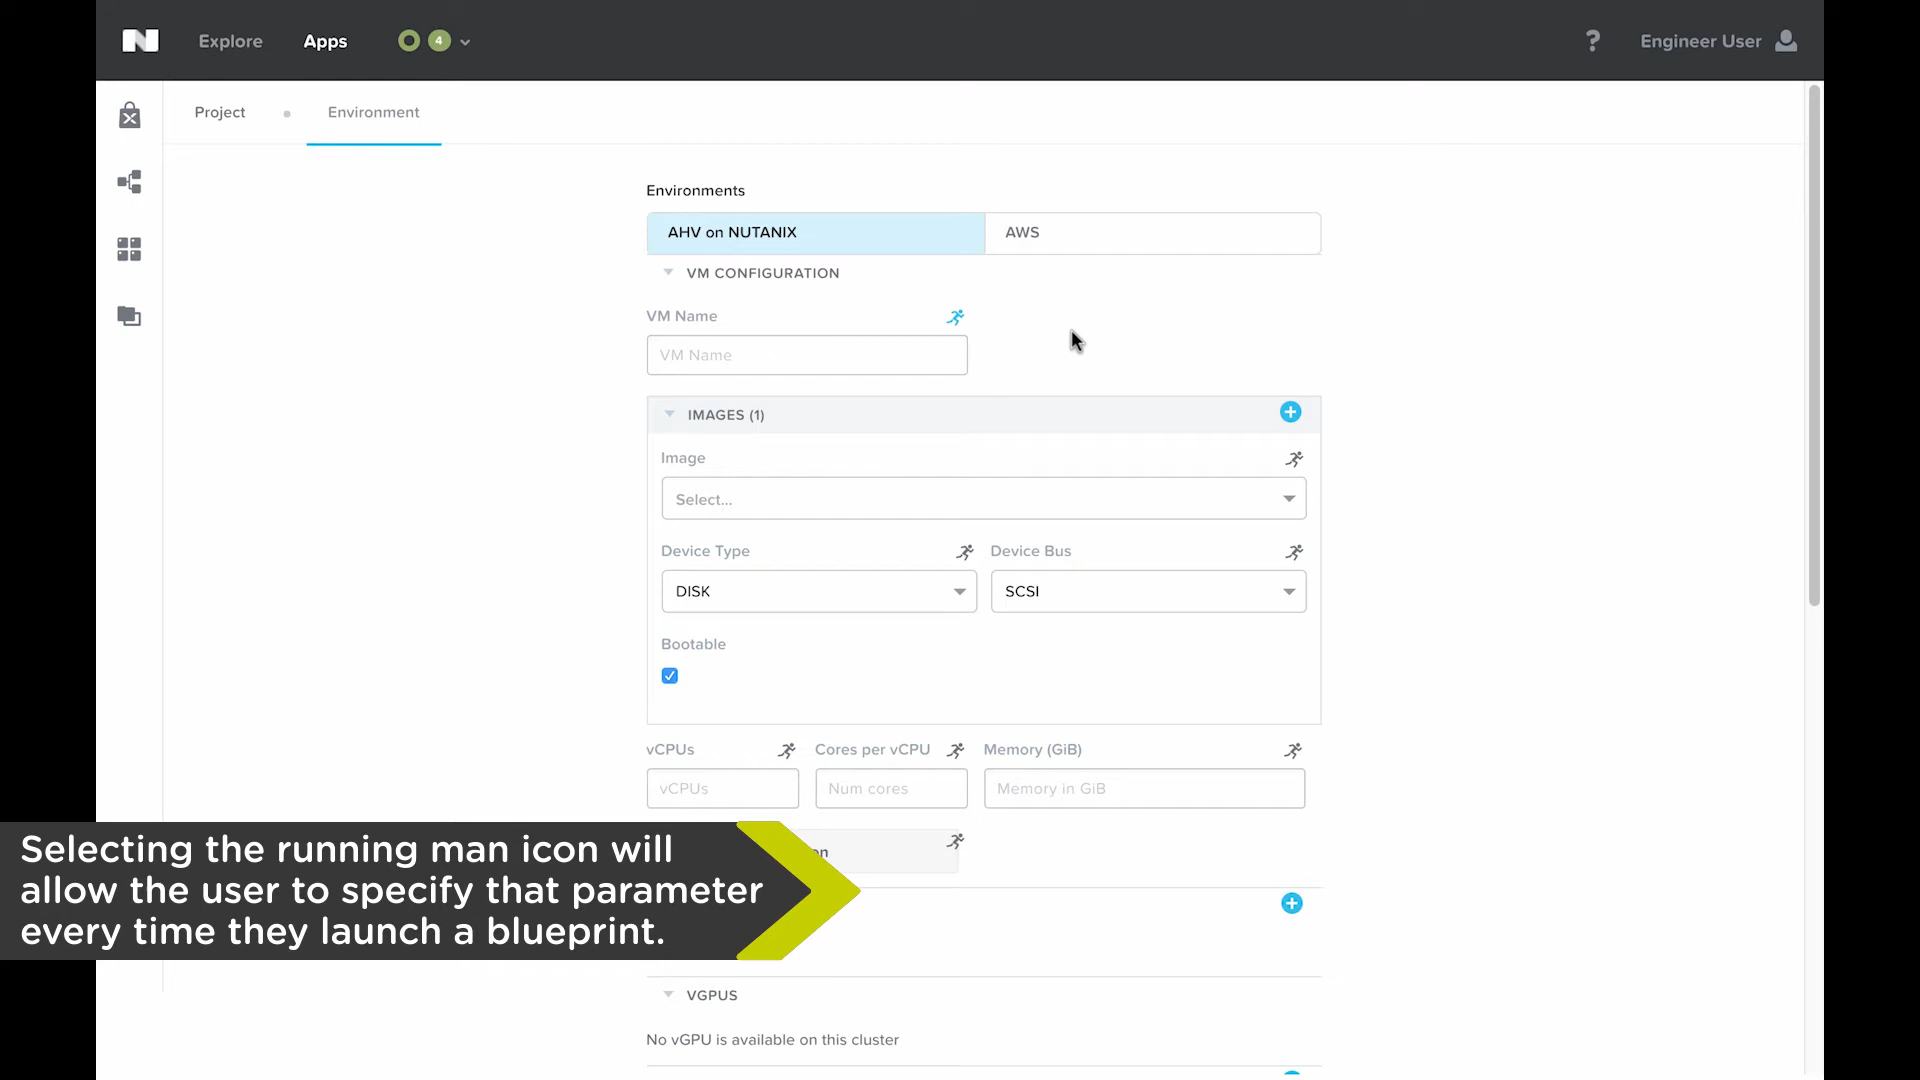 Explore Apps 4 ? Engineer User
Project Environment
Environments
AHV on NUTANIX AWS
VM CONFIGURATION
VM Name
VM Name
IMAGES (1)
Image
Select...
Device Type Device Bus
DISK SCSI
Bootable
vCPUs Cores per vCPU Memory (GiB)
vCPUs Num cores Memory in GiB
Selecting the running man icon will
allow the user to specify that parameter
every time they launch a blueprint.
VGPUS
No vGPU is available on this cluster